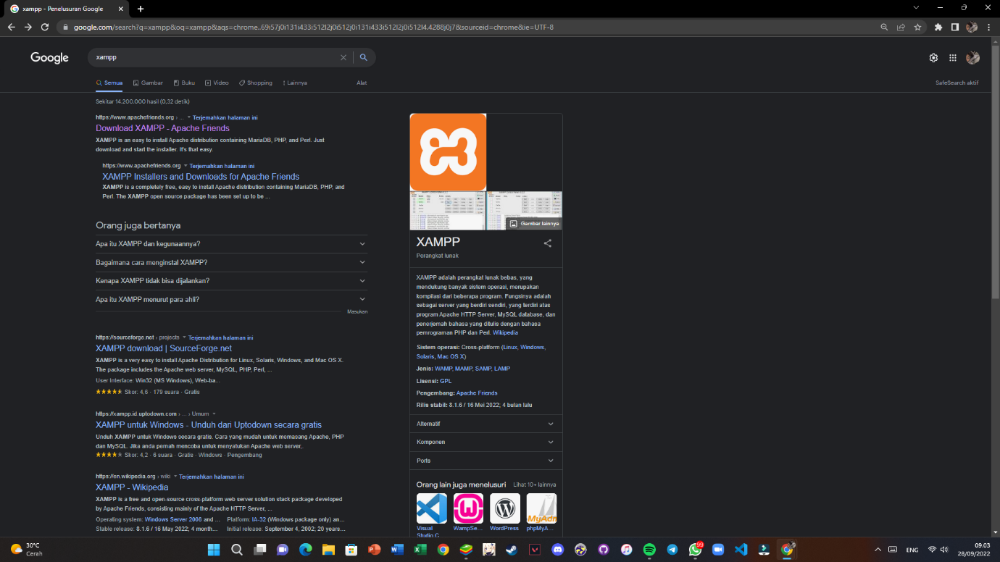 xampp - Penelusuran Google
google.com/search?q=xampp&oq=xampp&aqs=chrome..69i57j0i131i433i512l2j0i512j0i131i433i512l2j0i512l4.4288j0j7&sourceid=chrome&ie=UTF-8
Google
xampp
Semua Gambar Buku Video Shopping Lainnya Alat
SafeSearch aktif
Sekitar 14.200.000 hasil (0,32 detik)
https://www.apachefriends.org › ... Terjemahkan halaman ini
Download XAMPP - Apache Friends
XAMPP is an easy to install Apache distribution containing MariaDB, PHP, and Perl. Just
download and start the installer. It's that easy.
https://www.apachefriends.org Terjemahkan halaman ini
XAMPP Installers and Downloads for Apache Friends
XAMPP is a completely free, easy to install Apache distribution containing MariaDB, PHP, and
Perl. The XAMPP open source package has been set up to be ...
Orang juga bertanya
Apa itu XAMPP dan kegunaannya?
Bagaimana cara menginstal XAMPP?
Kenapa XAMPP tidak bisa dijalankan?
Apa itu XAMPP menurut para ahli?
Masukan
https://sourceforge.net › projects Terjemahkan halaman ini
XAMPP download | SourceForge.net
XAMPP is a very easy to install Apache Distribution for Linux, Solaris, Windows, and Mac OS X.
The package includes the Apache web server, MySQL, PHP, Perl, ...
User Interface: Win32 (MS Windows), Web-ba...
Skor: 4,6 · 179 suara · Gratis
https://xampp.id.uptodown.com › ... › Umum
XAMPP untuk Windows - Unduh dari Uptodown secara gratis
Unduh XAMPP untuk Windows secara gratis. Cara yang mudah untuk memasang Apache, PHP
dan MySQL. Jika anda pernah mencoba untuk menyatukan Apache web server,.
Skor: 4,2 · 6 suara · Gratis · Windows · Pengembang
https://en.wikipedia.org › wiki Terjemahkan halaman ini
XAMPP - Wikipedia
XAMPP is a free and open-source cross-platform web server solution stack package developed
by Apache Friends, consisting mainly of the Apache HTTP Server, ...
Operating system: Windows Server 2008 and ... Platform: IA-32 (Windows package only) an...
Stable release: 8.1.6 / 16 May 2022; 4 month... Initial release: September 4, 2002; 20 years...
Gambar lainnya
XAMPP
Perangkat lunak
XAMPP adalah perangkat lunak bebas, yang
mendukung banyak sistem operasi, merupakan
kompilasi dari beberapa program. Fungsinya adalah
sebagai server yang berdiri sendiri, yang terdiri atas
program Apache HTTP Server, MySQL database, dan
penerjemah bahasa yang ditulis dengan bahasa
pemrograman PHP dan Perl. Wikipedia
Sistem operasi: Cross-platform (Linux, Windows,
Solaris, Mac OS X)
Jenis: WAMP, MAMP, SAMP, LAMP
Lisensi: GPL
Pengembang: Apache Friends
Rilis stabil: 8.1.6 / 16 Mei 2022; 4 bulan lalu
Alternatif
Komponen
Ports
Orang lain juga menelusuri Lihat 10+ lainnya
MyAdm
Visual
Studio C WampSe... WordPress phpMyA...
30°C
Cerah
99
ENG
09.03
28/09/2022